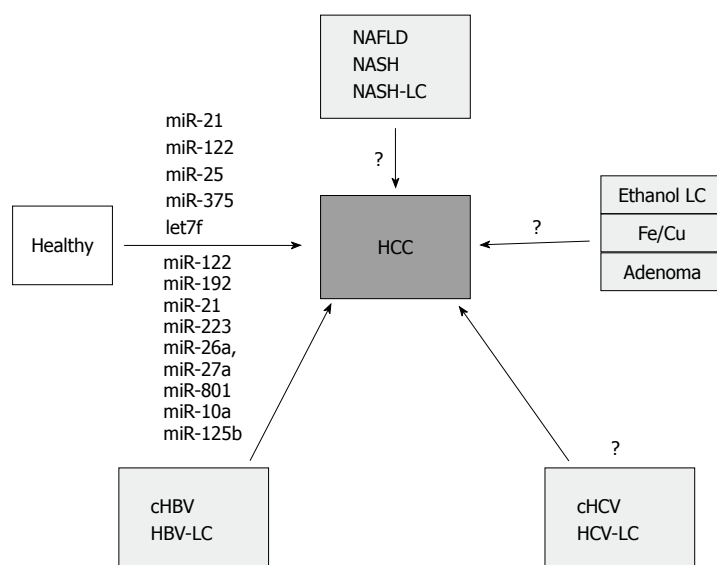 NAFLD
NASH
NASH-LC
?
miR-21
miR-122
miR-25
miR-375
let7f
Healthy
HCC
?
Ethanol LC
Fe/Cu
Adenoma
miR-122
miR-192
miR-21
miR-223
miR-26a,
miR-27a
miR-801
miR-10a
miR-125b
cHBV
HBV-LC
?
cHCV
HCV-LC